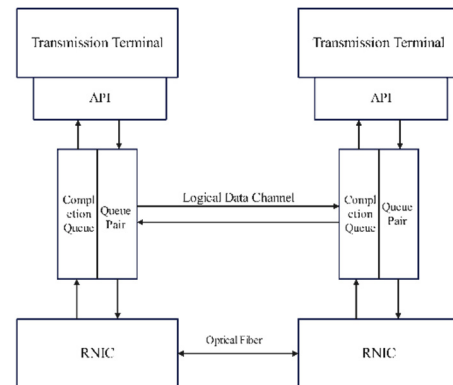 Transmission Terminal
API
Compl
etion
Queue
Queue
Pair
Logical Data Channel
Transmission Terminal
API
Compl
etion
Queue
Queue
Pair
RNIC
Optical Fiber
RNIC